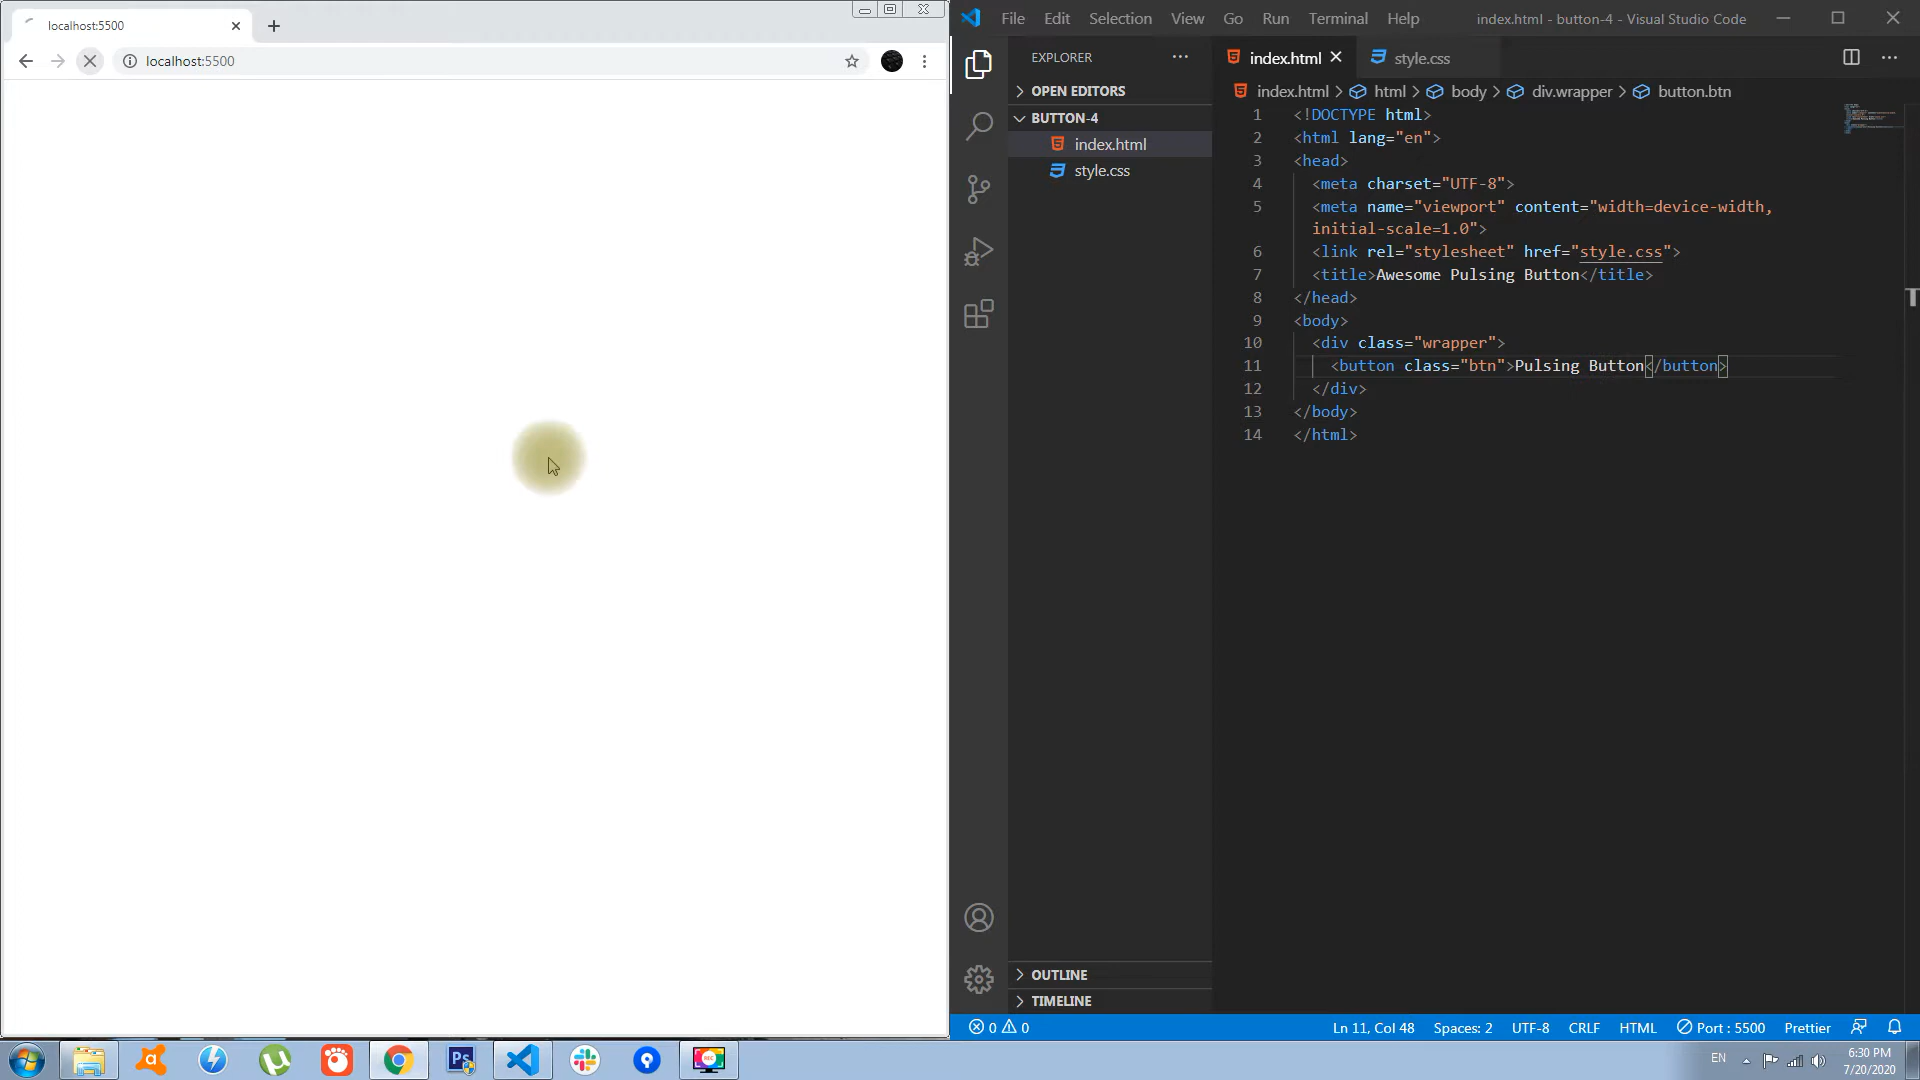 localhost:5500
localhost:5500
File Edit Selection View Go Run Terminal Help
index.html - button-4 - Visual Studio Code
EXPLORER
OPEN EDITORS
BUTTON-4
index.html
style.css
OUTLINE
TIMELINE
index.html style.css
index.html > html > body > div.wrapper > button.btn
1 <!DOCTYPE html>
2 <html lang="en">
3 <head>
4 <meta charset="UTF-8">
5 <meta name="viewport" content="width=device-width,
initial-scale=1.0">
6 <link rel="stylesheet" href="style.css">
7 <title>Awesome Pulsing Button</title>
8 </head>
9 <body>
10 <div class="wrapper">
11 <button class="btn">Pulsing Button</button>
12 </div>
13 </body>
14 </html>
0 0 Ln 11, Col 48 Spaces: 2 UTF-8 CRLF HTML Port : 5500 Prettier
Ps
REC
EN
6:30 PM
7/20/2020